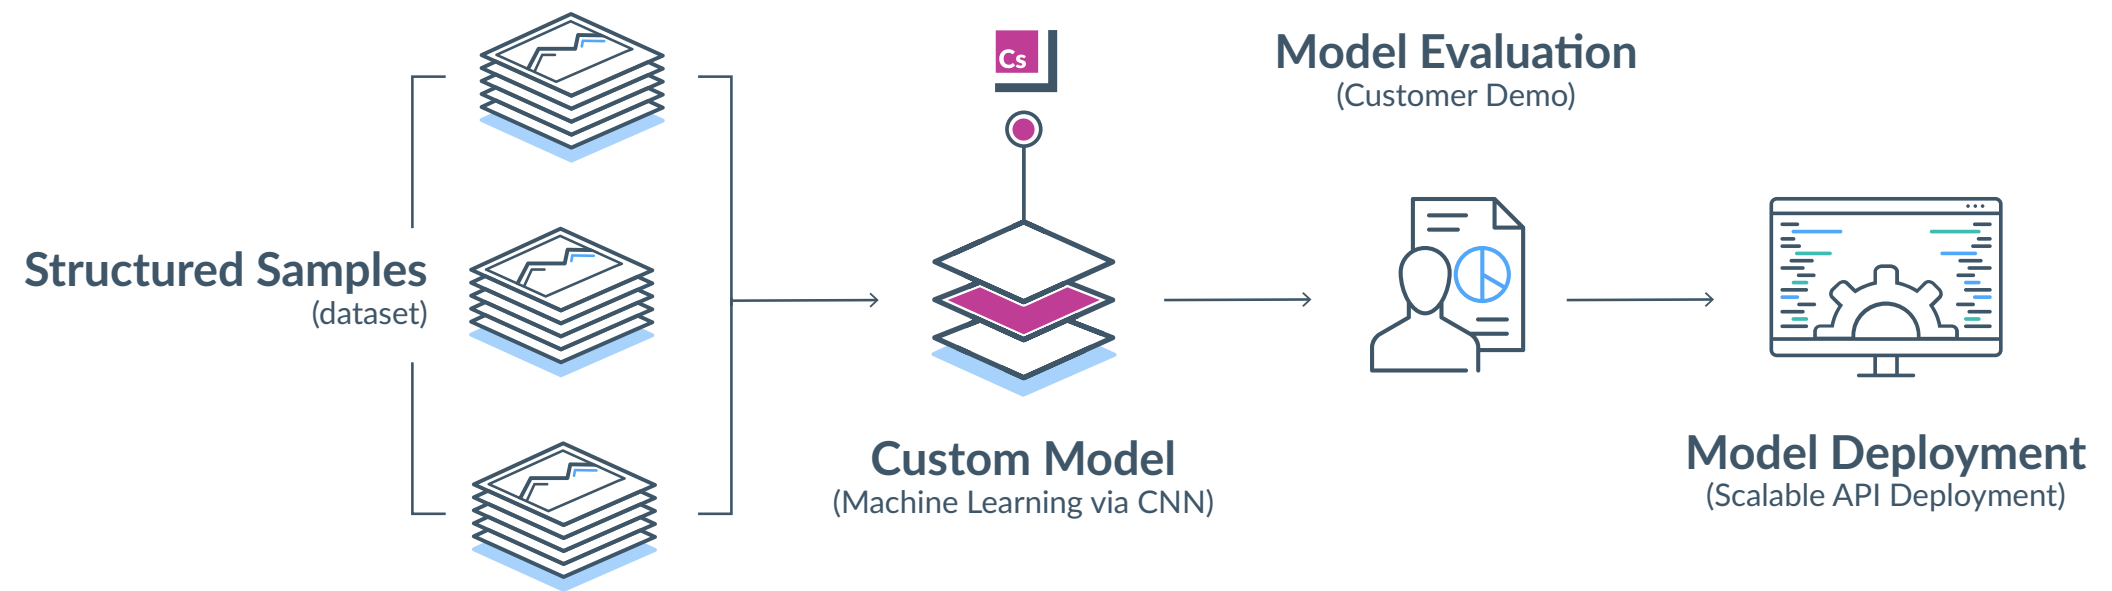 Structured Samples
(dataset)
Cs
Custom Model
(Machine Learning via CNN)
Model Evaluation
(Customer Demo)
Model Deployment
(Scalable API Deployment)